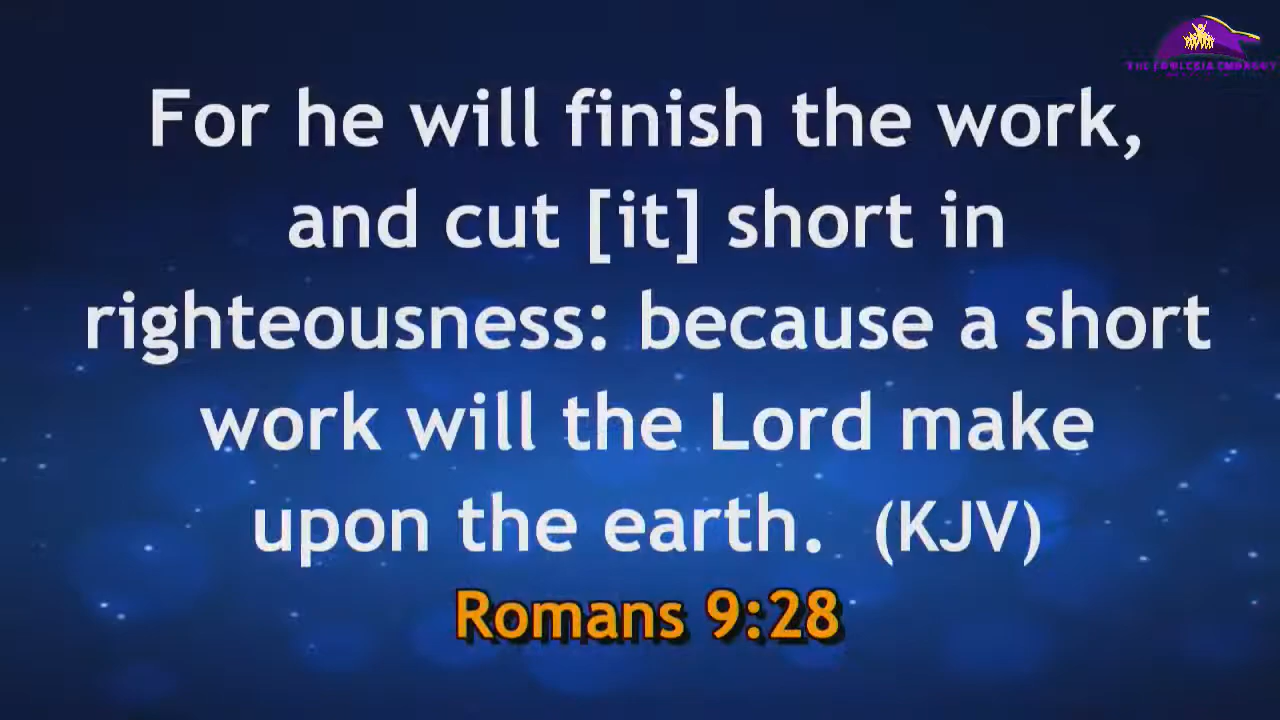 For he will finish the work,
and cut [it] short in
righteousness: because a short
work will the Lord make
upon the earth. (KJV)
Romans 9:28